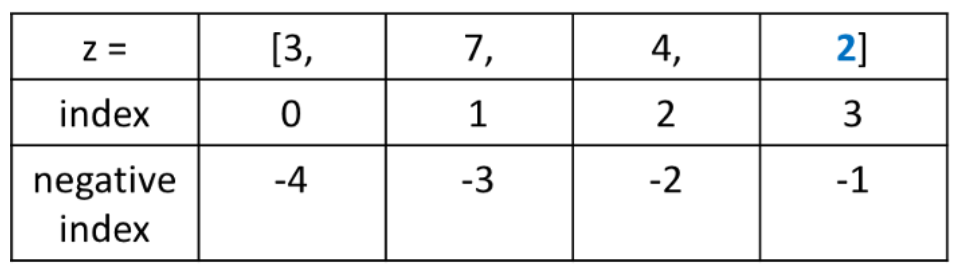 z = [3, 7, 4, 2]
index 0 1 2 3
negative -4 -3 -2 -1
index